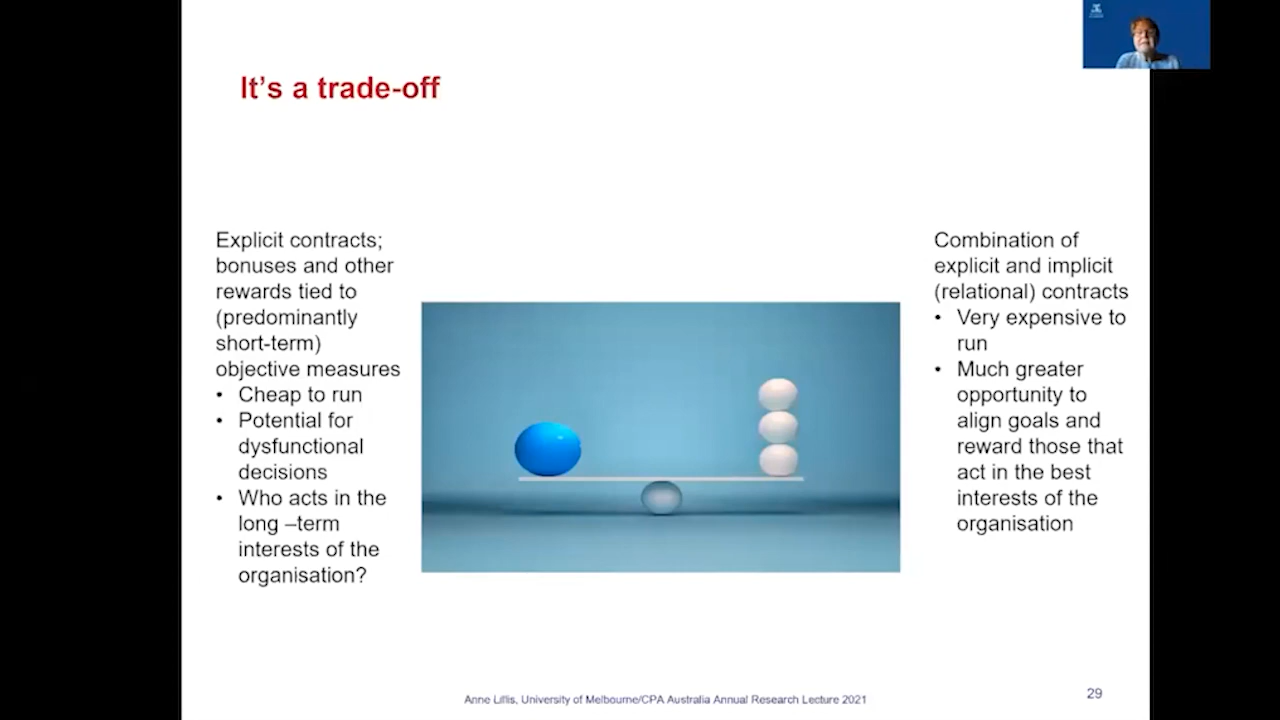 It's a trade-off
Explicit contracts;
bonuses and other
rewards tied to
(predominantly
short-term)
objective measures
• Cheap to run
• Potential for
dysfunctional
decisions
• Who acts in the
long –term
interests of the
organisation?
Combination of
explicit and implicit
(relational) contracts
• Very expensive to
run
• Much greater
opportunity to
align goals and
reward those that
act in the best
interests of the
organisation
Anne Lillis, University of Melbourne/CPA Australia Annual Research Lecture 2021
29